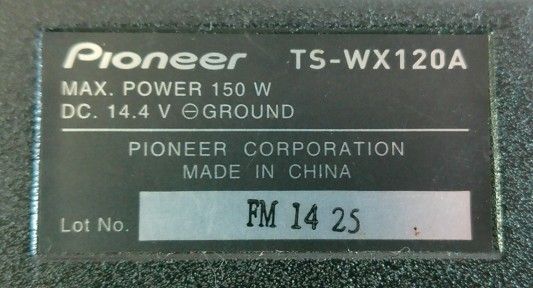 Pioneer TS-WX120A
MAX. POWER 150 W
DC. 14.4 V ⊖GROUND
PIONEER CORPORATION
MADE IN CHINA
Lot No. FM 14 25